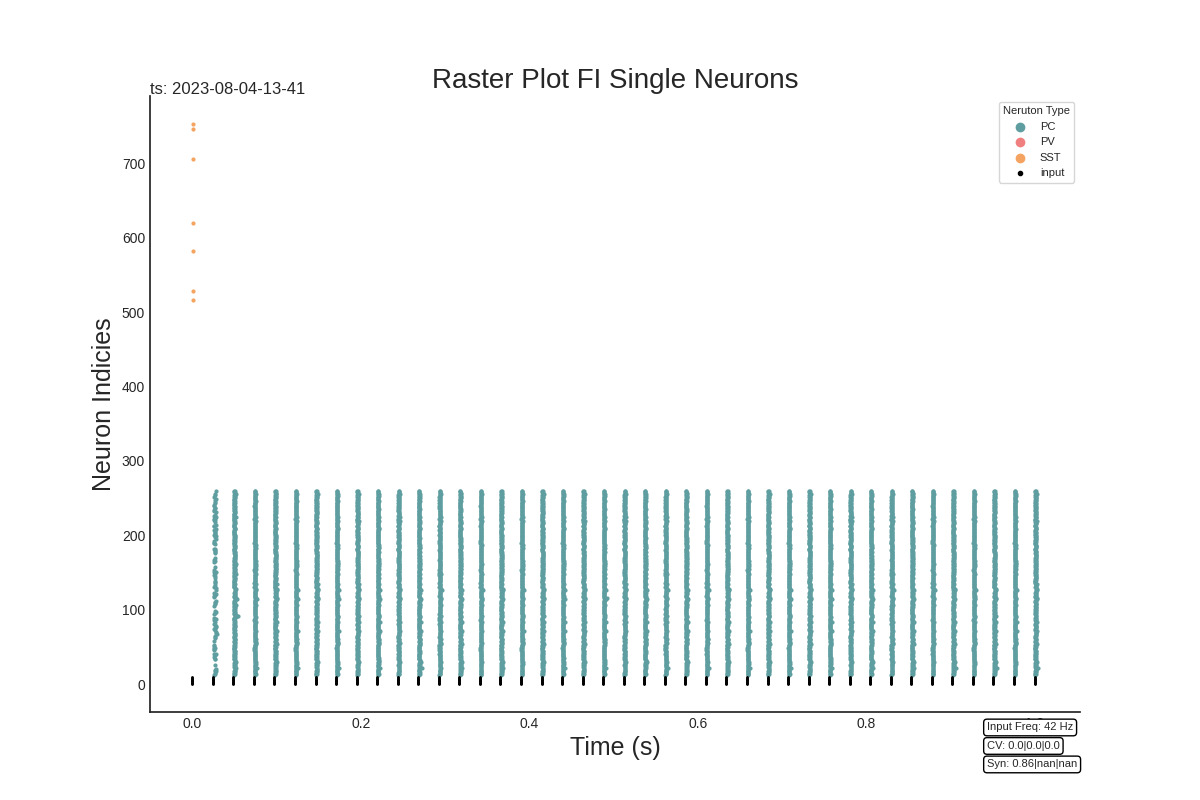 Raster Plot FI Single Neurons
ts: 2023-08-04-13-41
Neruton Type
PC
PV
SST
input
700
600
500
400
300
200
100
0
Neuron Indicies
0.0
0.2
0.4
0.6
0.8
Time (s)
Input Freq: 42 Hz
CV: 0.0|0.0|0.0
Syn: 0.86|nan|nan